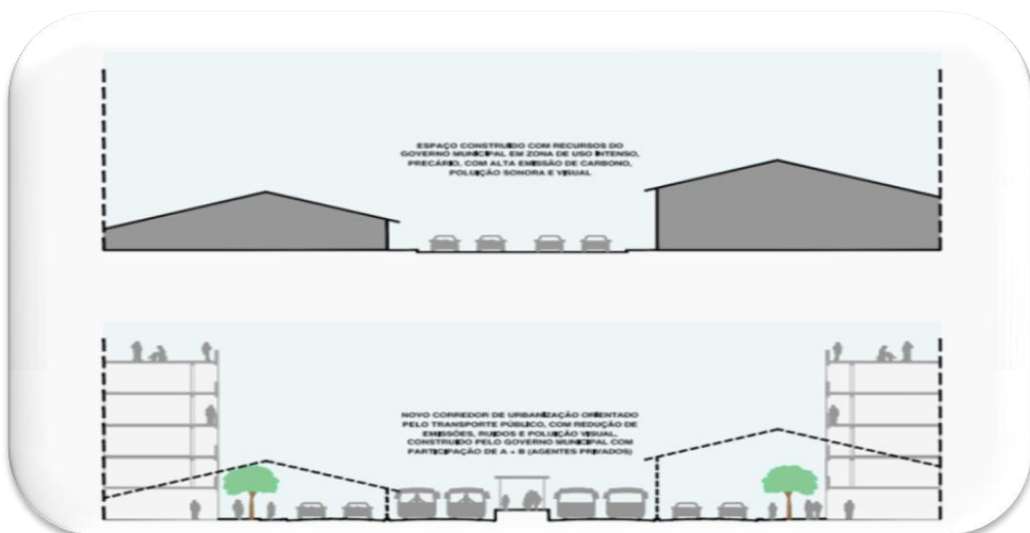 ESPAÇO CONSTRUÍDO COM RECURSOS DO
GOVERNO MUNICIPAL EM ZONA DE USO INTENSO,
PRECÁRIO, COM ALTA EMISSÃO DE CARBONO,
POLUIÇÃO SONORA E VISUAL
NOVO CORREDOR DE URBANIZAÇÃO ORIENTADO
PELO TRANSPORTE PÚBLICO, COM REDUÇÃO DE
EMISSÕES, RUIDOS E POLUIÇÃO VISUAL,
CONSTRUIDO PELO GOVERNO MUNICIPAL COM
PARTICIPAÇÃO DE A + B (AGENTES PRIVADOS)